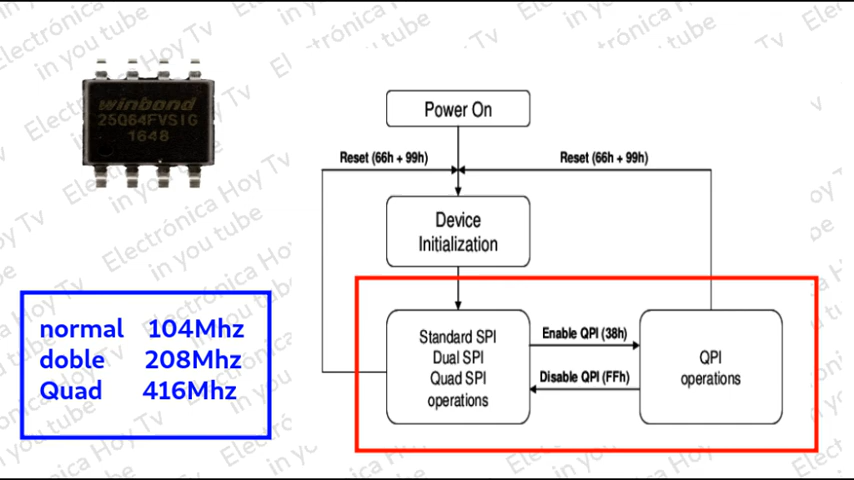 winbond
25Q64FVSIG
1648
Power On
Reset (66h + 99h)
Reset (66h + 99h)
Device
Initialization
Standard SPI
Dual SPI
Quad SPI
operations
Enable QPI (38h)
Disable QPI (FFh)
QPI
operations
normal 104Mhz
doble 208Mhz
Quad 416Mhz
Electrónica Hoy Tv
in you tube